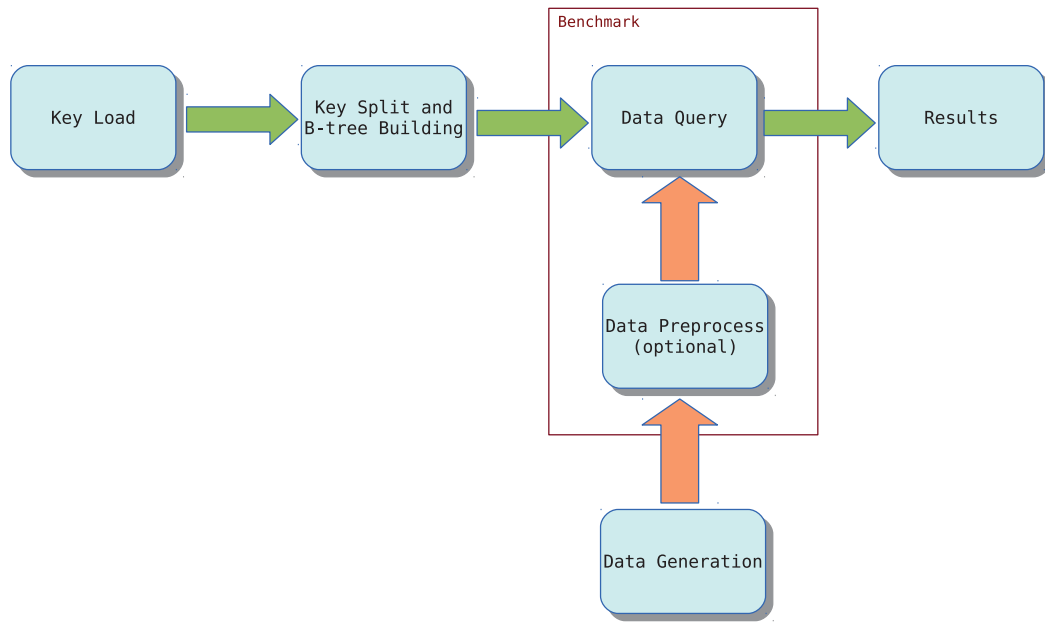 Benchmark
Key Load
Key Split and
B-tree Building
Data Query
Results
Data Preprocess
(optional)
Data Generation